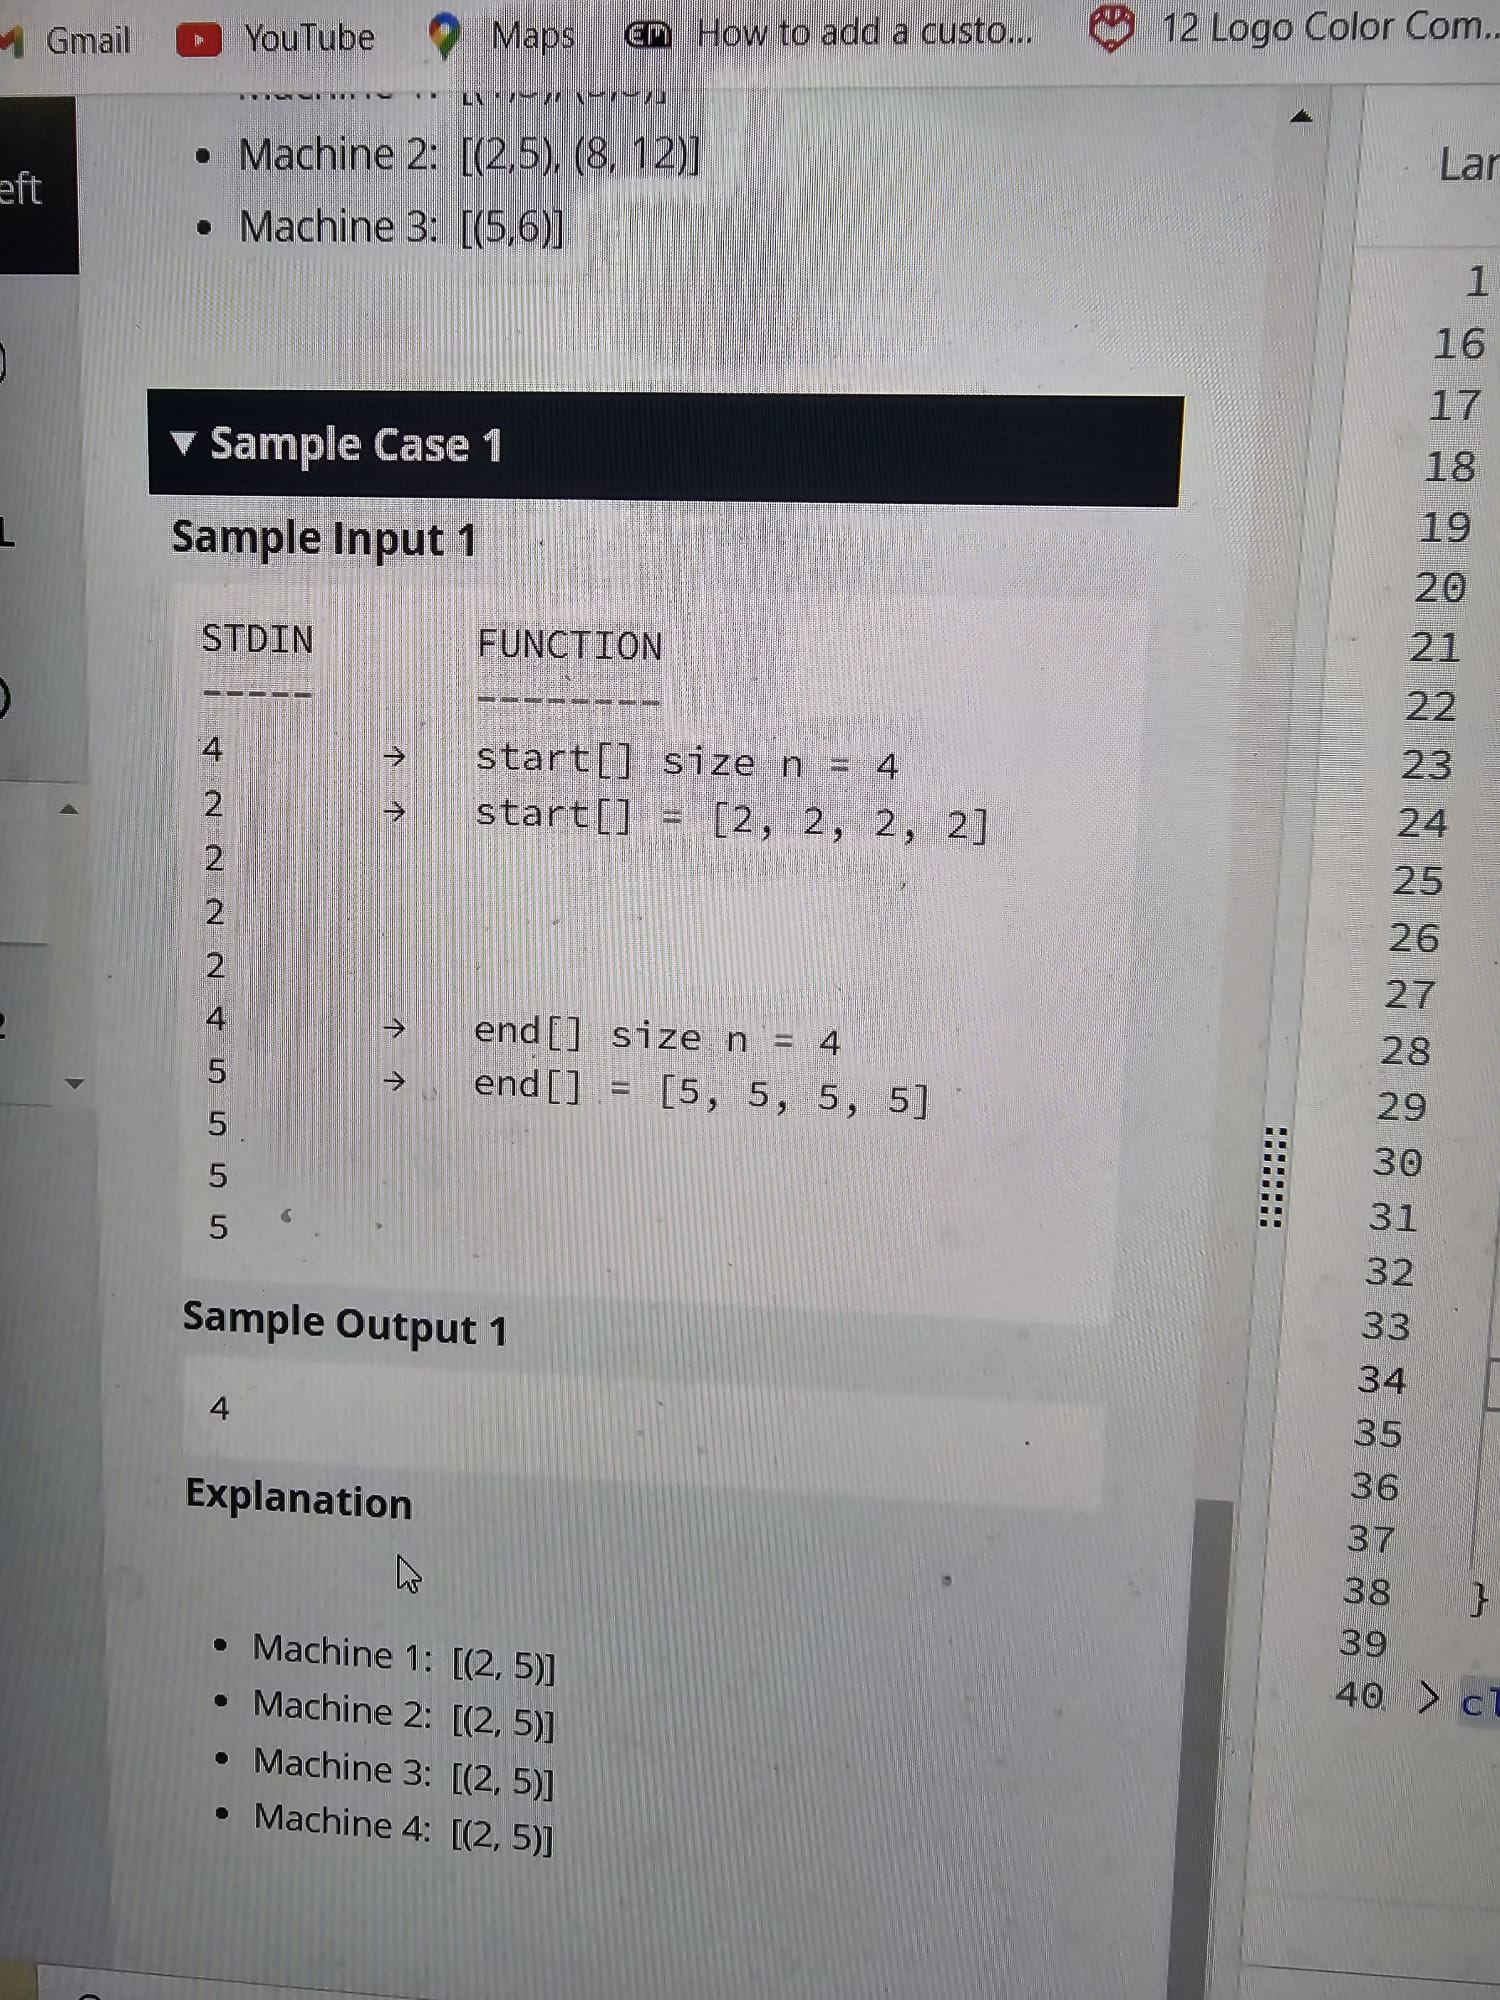 Gmail YouTube Maps How to add a custo... 12 Logo Color Com..
• Machine 2: [(2,5), (8, 12)]
• Machine 3: [(5,6)]
eft
Lar
▼ Sample Case 1
Sample Input 1
STDIN FUNCTION
----- --------
4 → start[] size n = 4
2 → start[] = [2, 2, 2, 2]
2
2
2
4 → end[] size n = 4
5 → end[] = [5, 5, 5, 5]
5
5
5
Sample Output 1
4
Explanation
• Machine 1: [(2, 5)]
• Machine 2: [(2, 5)]
• Machine 3: [(2, 5)]
• Machine 4: [(2, 5)]
1
16
17
18
19
20
21
22
23
24
25
26
27
28
29
30
31
32
33
34
35
36
37
38 }
39
40 > cl